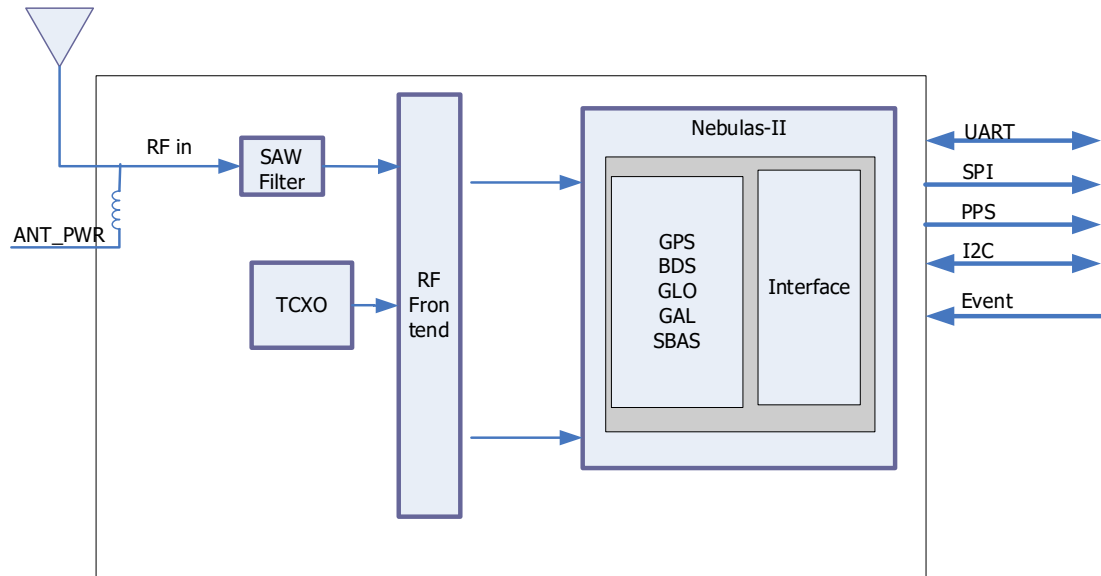 RF in
ANT_PWR
SAW
Filter
TCXO
RF
Fron
tend
Nebulas-II
GPS
BDS
GLO
GAL
SBAS
Interface
UART
SPI
PPS
I2C
Event